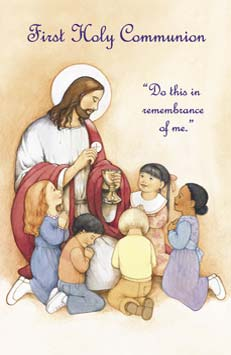 First Holy Communion
“Do this in
remembrance
of me.”